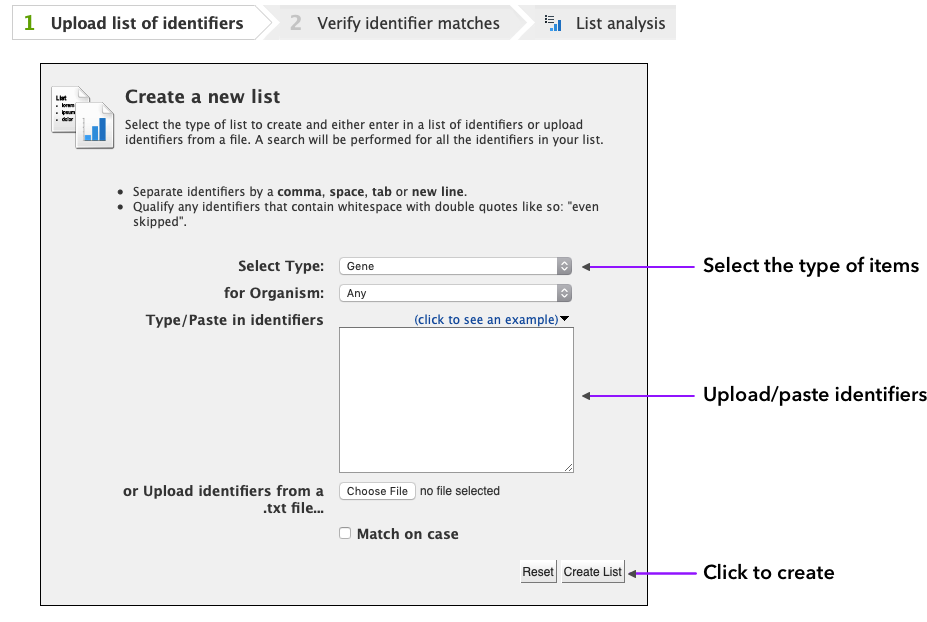 1 Upload list of identifiers 2 Verify identifier matches List analysis
List
lorem
ipsum
dolor
Create a new list
Select the type of list to create and either enter in a list of identifiers or upload
identifiers from a file. A search will be performed for all the identifiers in your list.
• Separate identifiers by a comma, space, tab or new line.
• Qualify any identifiers that contain whitespace with double quotes like so: "even
skipped".
Select Type: Gene Select the type of items
for Organism: Any
Type/Paste in identifiers (click to see an example)
Upload/paste identifiers
or Upload identifiers from a Choose File no file selected
.txt file...
Match on case
Reset Create List Click to create